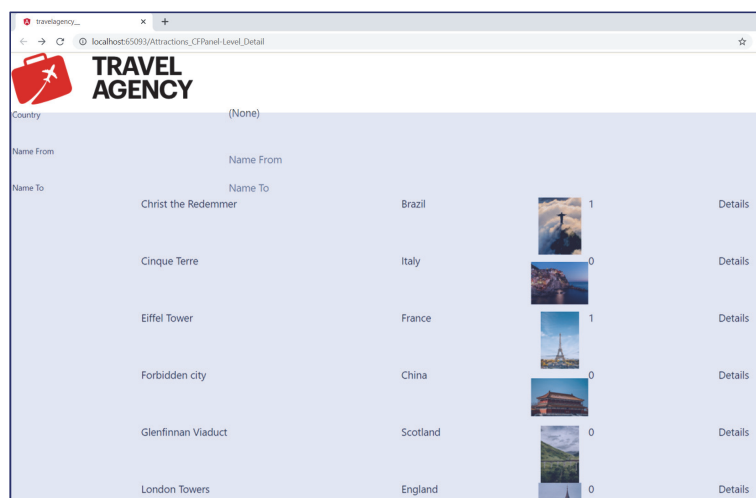 travelagency_
localhost:65093/Attractions_CFPanel-Level_Detail
TRAVEL
AGENCY
Country (None)
Name From Name From
Name To Name To
Christ the Redemmer Brazil 1 Details
Cinque Terre Italy 0 Details
Eiffel Tower France 1 Details
Forbidden city China 0 Details
Glenfinnan Viaduct Scotland 0 Details
London Towers England 0 Details